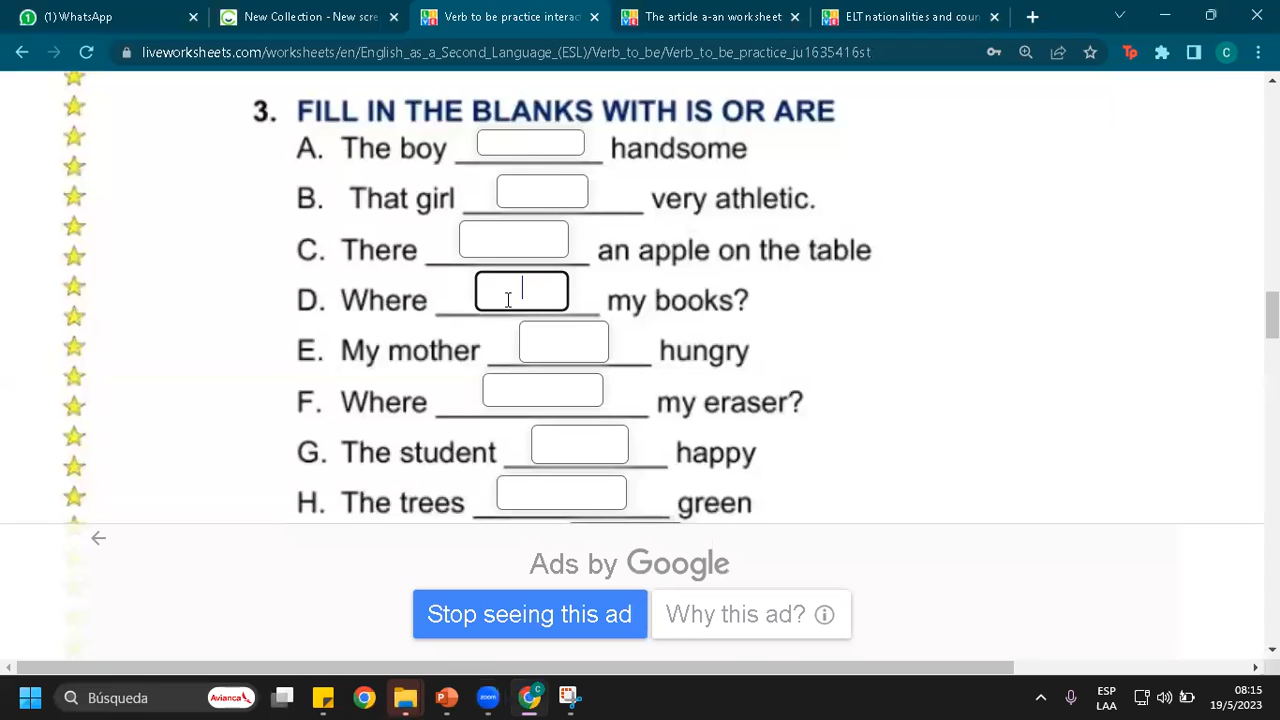 (1) WhatsApp
New Collection - New scre
Verb to be practice interac
The article a-an worksheet
ELT nationalities and coun
liveworksheets.com/worksheets/en/English_as_a_Second_Language_(ESL)/Verb_to_be/Verb_to_be_practice_ju1635416st
3. FILL IN THE BLANKS WITH IS OR ARE
A. The boy handsome
B. That girl very athletic.
C. There an apple on the table
D. Where my books?
E. My mother hungry
F. Where my eraser?
G. The student happy
H. The trees green
Ads by Google
Stop seeing this ad
Why this ad?
Búsqueda
Avianca
zoom
ESP
LAA
08:15
19/5/2023